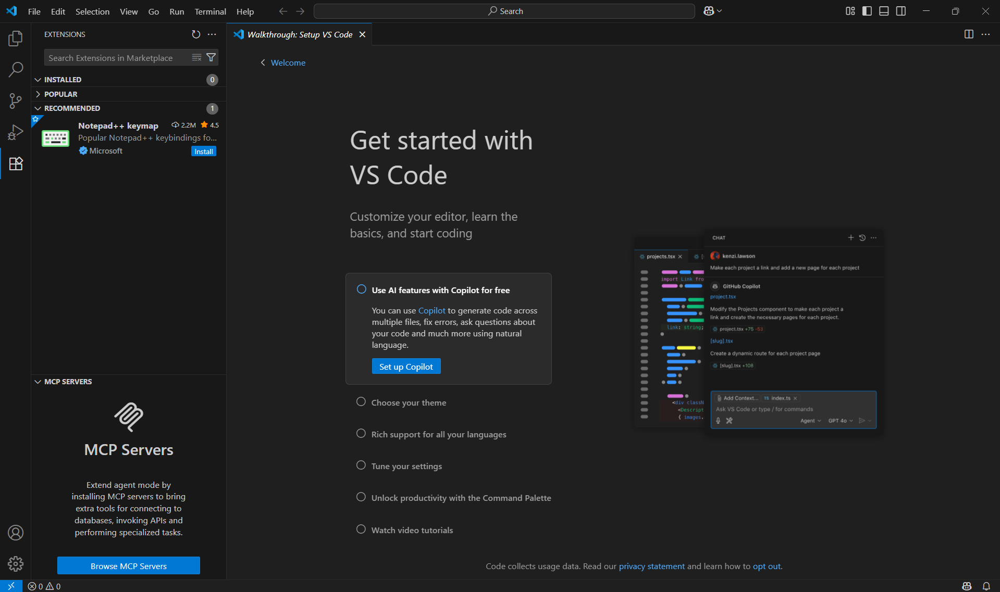 File Edit Selection View Go Run Terminal Help
Search
EXTENSIONS
Search Extensions in Marketplace
INSTALLED 0
POPULAR
RECOMMENDED 1
Notepad++ keymap 2.2M 4.5
Popular Notepad++ keybindings fo...
Microsoft
Install
MCP SERVERS
MCP Servers
Extend agent mode by
installing MCP servers to bring
extra tools for connecting to
databases, invoking APIs and
performing specialized tasks.
Browse MCP Servers
Walkthrough: Setup VS Code
Welcome
Get started with
VS Code
Customize your editor, learn the
basics, and start coding
Use AI features with Copilot for free
You can use Copilot to generate code across
multiple files, fix errors, ask questions about
your code and much more using natural
language.
Set up Copilot
Choose your theme
Rich support for all your languages
Tune your settings
Unlock productivity with the Command Palette
Watch video tutorials
projects.tsx
import Link fro
link: string;
<div classN
<Descript
{ images.
CHAT
kenzi.lawson
Make each project a link and add a new page for each project
GitHub Copilot
project.tsx
Modify the Projects component to make each project a
link and create the necessary pages for each project.
project.tsx +75 -53
[slug].tsx
Create a dynamic route for each project page
[slug].tsx +108
Add Context... TS index.ts
Ask VS Code or type / for commands
Agent GPT 4o
Code collects usage data. Read our privacy statement and learn how to opt out.
0 0